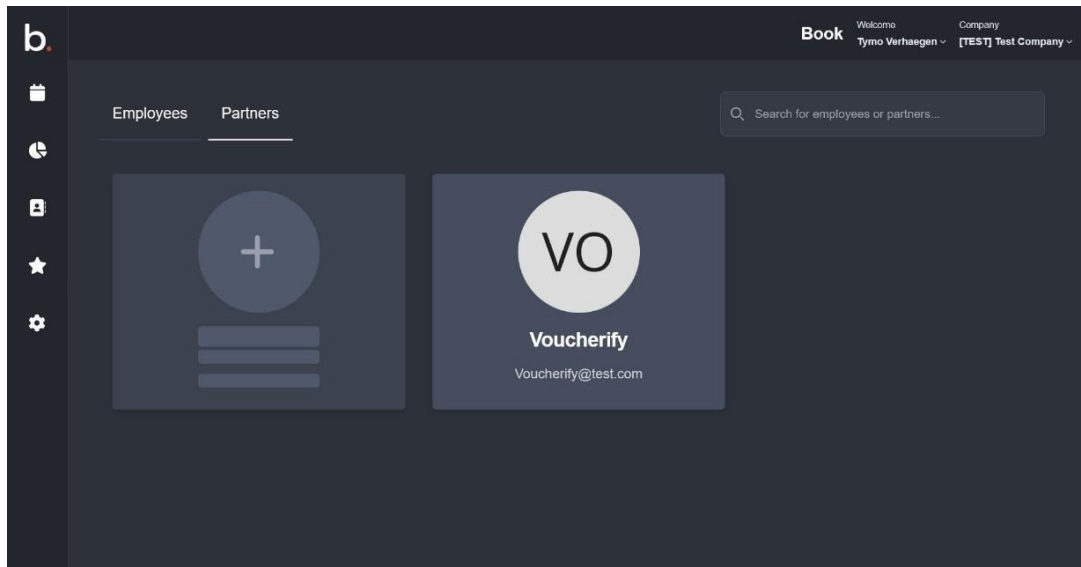 b.
Book
Welcome
Tymo Verhaegen
Company
[TEST] Test Company
Employees
Partners
Search for employees or partners...
VO
Voucherify
Voucherify@test.com